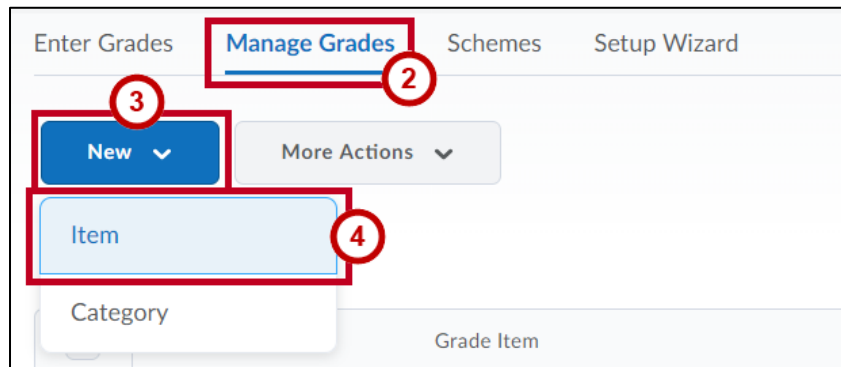 Enter Grades Manage Grades Schemes Setup Wizard
2
3
New More Actions
Item
4
Category
Grade Item